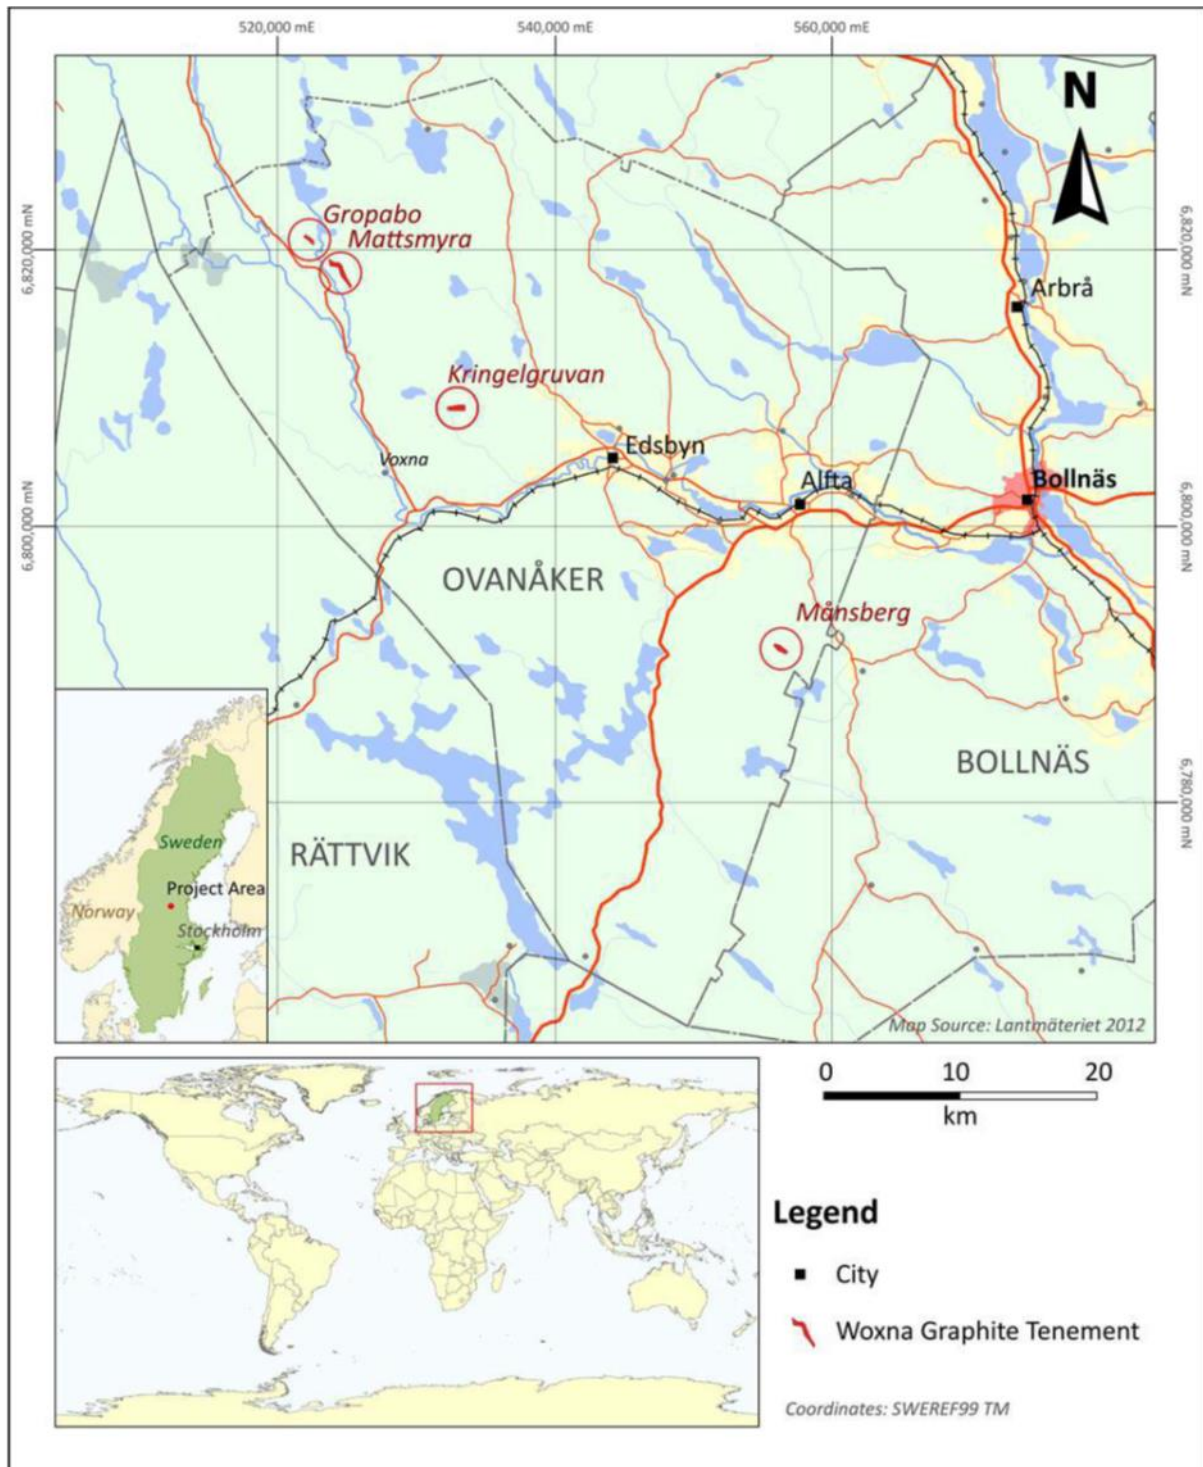 520,000 mE
540,000 mE
560,000 mE
N
Gropabo
Mattsmyra
6,820,000 mN
6,820,000 mN
Arbrå
Kringelgruvan
Edsbyn
Voxna
Alfta
Bollnäs
6,800,000 mN
6,800,000 mN
OVANÅKER
Månsberg
BOLLNÄS
6,780,000 mN
Sweden
RÄTTVIK
Project Area
Norway
Stockholm
Map Source: Lantmäteriet 2012
0 10 20
km
Legend
City
Woxna Graphite Tenement
Coordinates: SWEREF99 TM